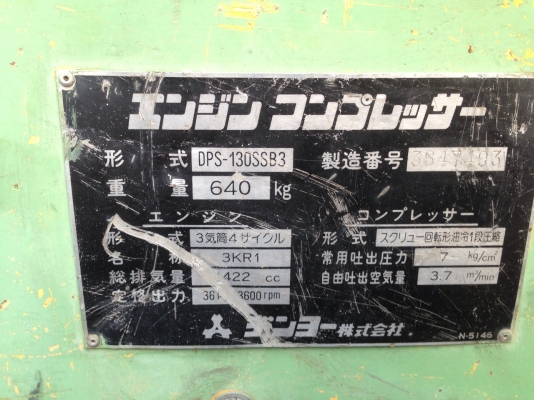 エンジン コンプレッサー
形式 DPS-130SSB3 製造番号 3847103
重量 640 kg
エンジン コンプレッサー
形式 3気筒4サイクル 形式 スクリュー回転形油冷1段圧縮
名称 3KR1 常用吐出圧力 7 kg/cm²
総排気量 1422 cc 自由吐出空気量 3.7 m³/min
定格出力 3600rpm
デンヨー株式会社
N-5146